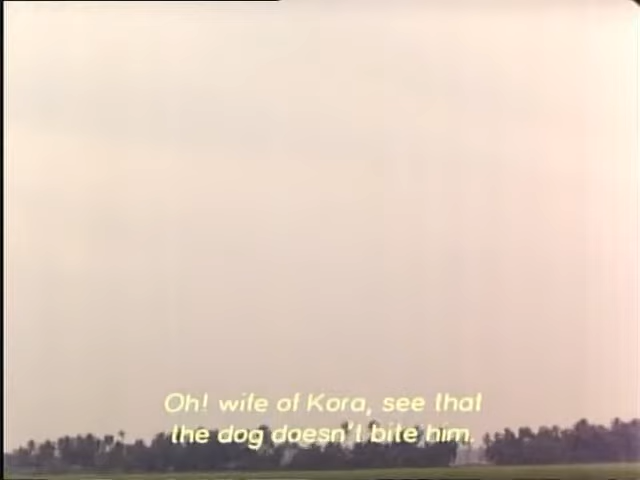 Oh! wife of Kora, see that
the dog doesn't bite him.